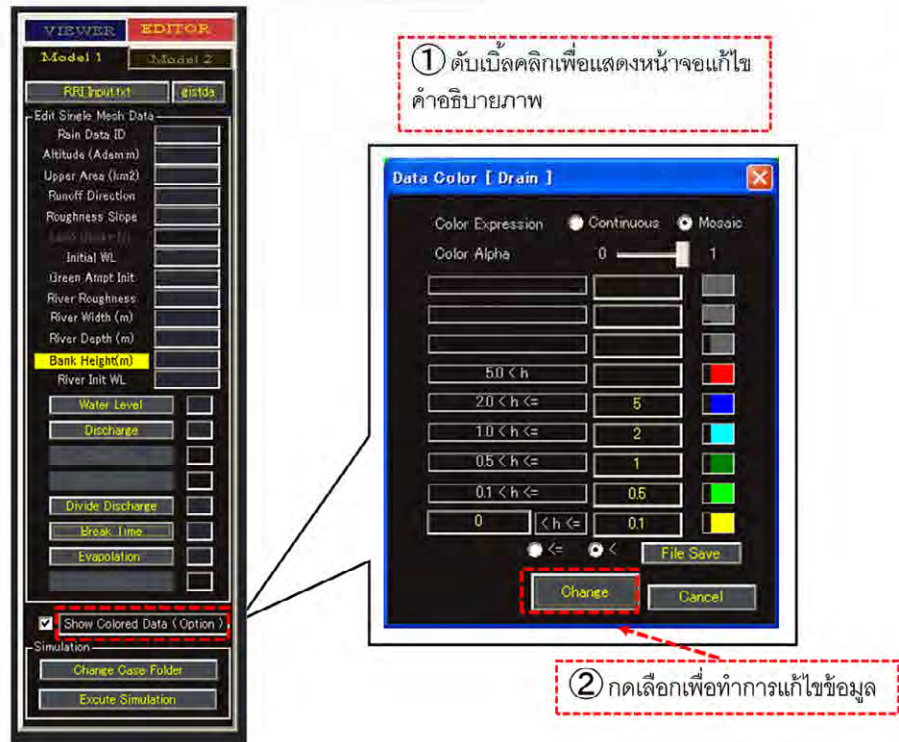 VIEWER EDITOR
Model 1 Model 2
RRI Input.txt gistda
Edit Single Mesh Data
Rain Data ID
Altitude (Adam:m)
Upper Area (km2)
Runoff Direction
Roughness Slope
Initial WL
Green Ampt Init
River Roughness
River Width (m)
River Depth (m)
Bank Height(m)
River Init WL
Water Level
Discharge
Divide Discharge
Break Time
Evapolation
Show Colored Data ( Option )
Simulation
Change Case Folder
Excute Simulation
① ดับเบิ้ลคลิกเพื่อแสดงหน้าจอแก้ไข
คำอธิบายภาพ
Data Color [ Drain ]
Color Expression Continuous Mosaic
Color Alpha 0 1
5.0 < h
2.0 < h <= 5
1.0 < h <= 2
0.5 < h <= 1
0.1 < h <= 0.5
0 < h <= 0.1
<= < File Save
Change Cancel
② กดเลือกเพื่อทำการแก้ไขข้อมูล